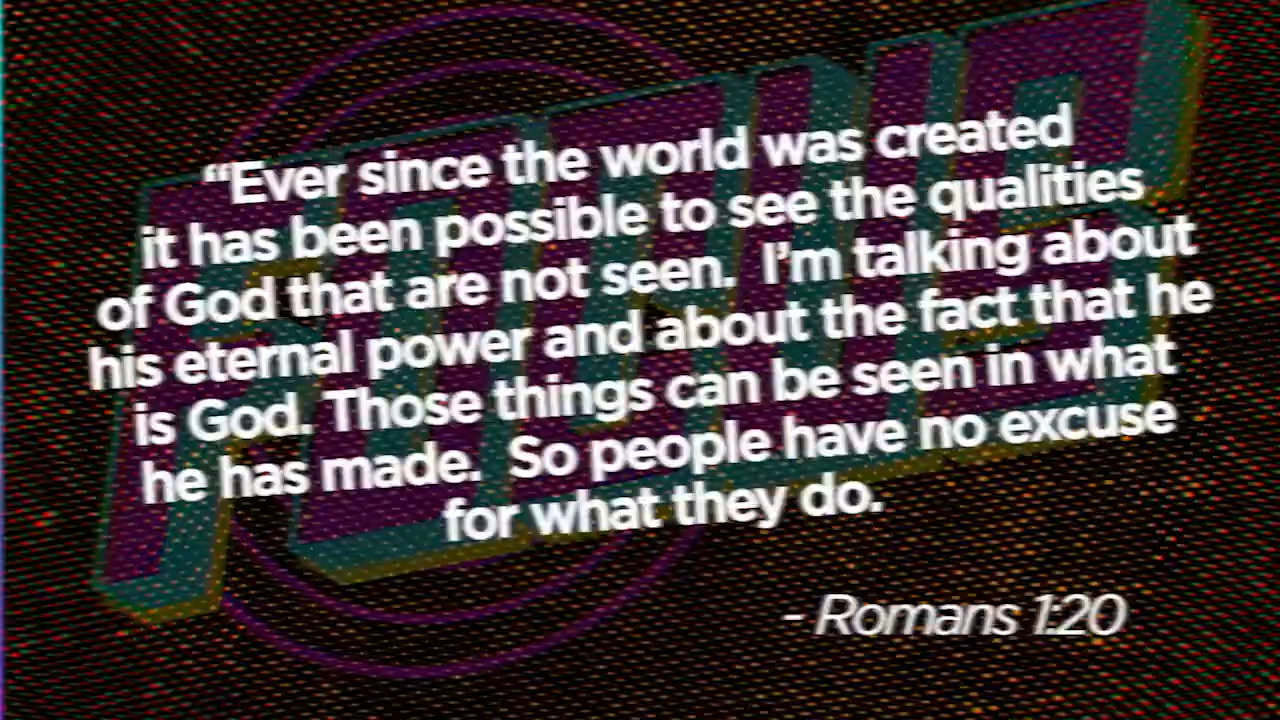 “Ever since the world was created
it has been possible to see the qualities
of God that are not seen. I’m talking about
his eternal power and about the fact that he
is God. Those things can be seen in what
he has made. So people have no excuse
for what they do.
- Romans 1:20